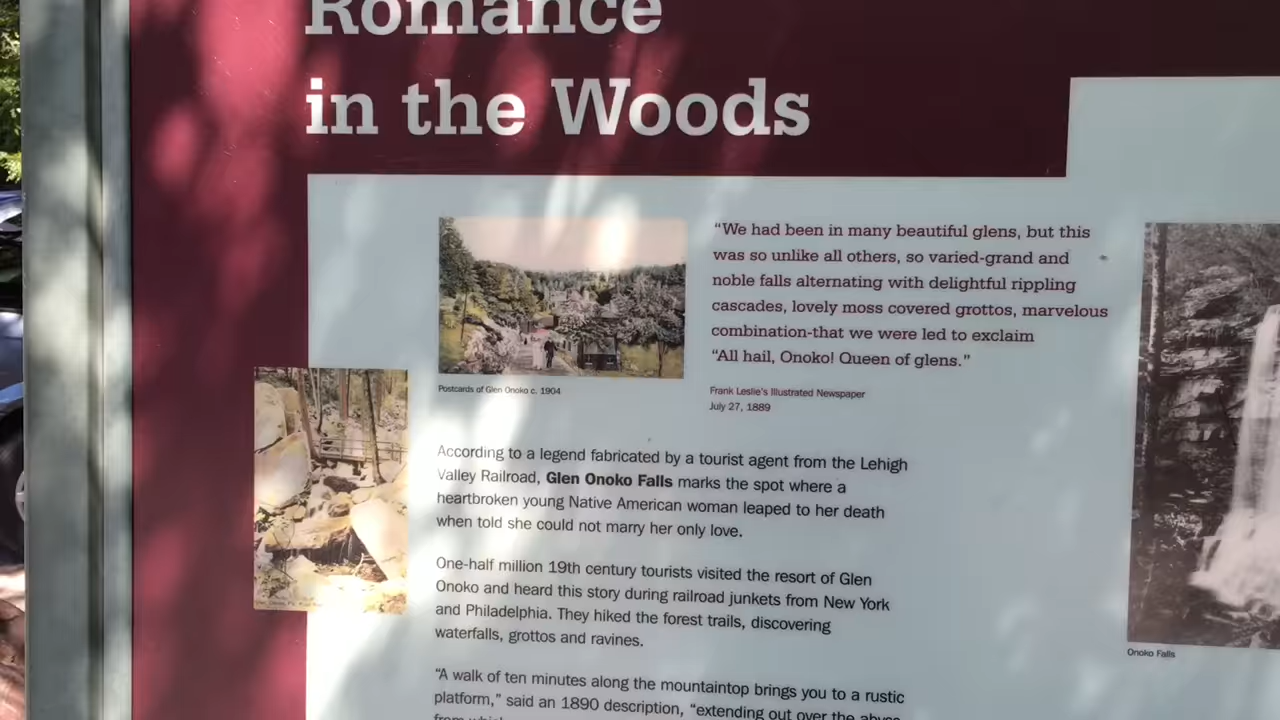 Romance
in the Woods
"We had been in many beautiful glens, but this
was so unlike all others, so varied-grand and
noble falls alternating with delightful rippling
cascades, lovely moss covered grottos, marvelous
combination-that we were led to exclaim
"All hail, Onoko! Queen of glens."
Postcards of Glen Onoko c. 1904
Frank Leslie's Illustrated Newspaper
July 27, 1889
According to a legend fabricated by a tourist agent from the Lehigh
Valley Railroad, Glen Onoko Falls marks the spot where a
heartbroken young Native American woman leaped to her death
when told she could not marry her only love.
One-half million 19th century tourists visited the resort of Glen
Onoko and heard this story during railroad junkets from New York
and Philadelphia. They hiked the forest trails, discovering
waterfalls, grottos and ravines.
Onoko Falls
"A walk of ten minutes along the mountaintop brings you to a rustic
platform," said an 1890 description, "extending out over the abyss